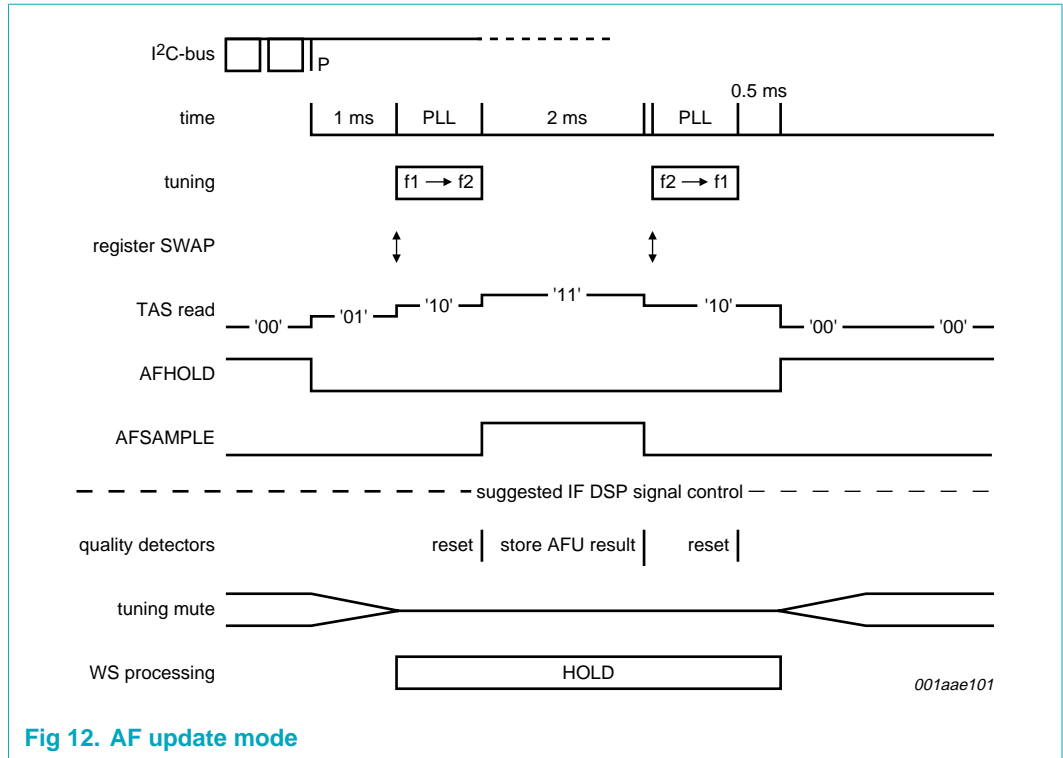 I²C-bus
P
0.5 ms
time 1 ms PLL 2 ms PLL
tuning f1 → f2 f2 → f1
register SWAP
TAS read '00' '01' '10' '11' '10' '00' '00'
AFHOLD
AFSAMPLE
suggested IF DSP signal control
quality detectors reset store AFU result reset
tuning mute
WS processing HOLD
001aae101
Fig 12. AF update mode